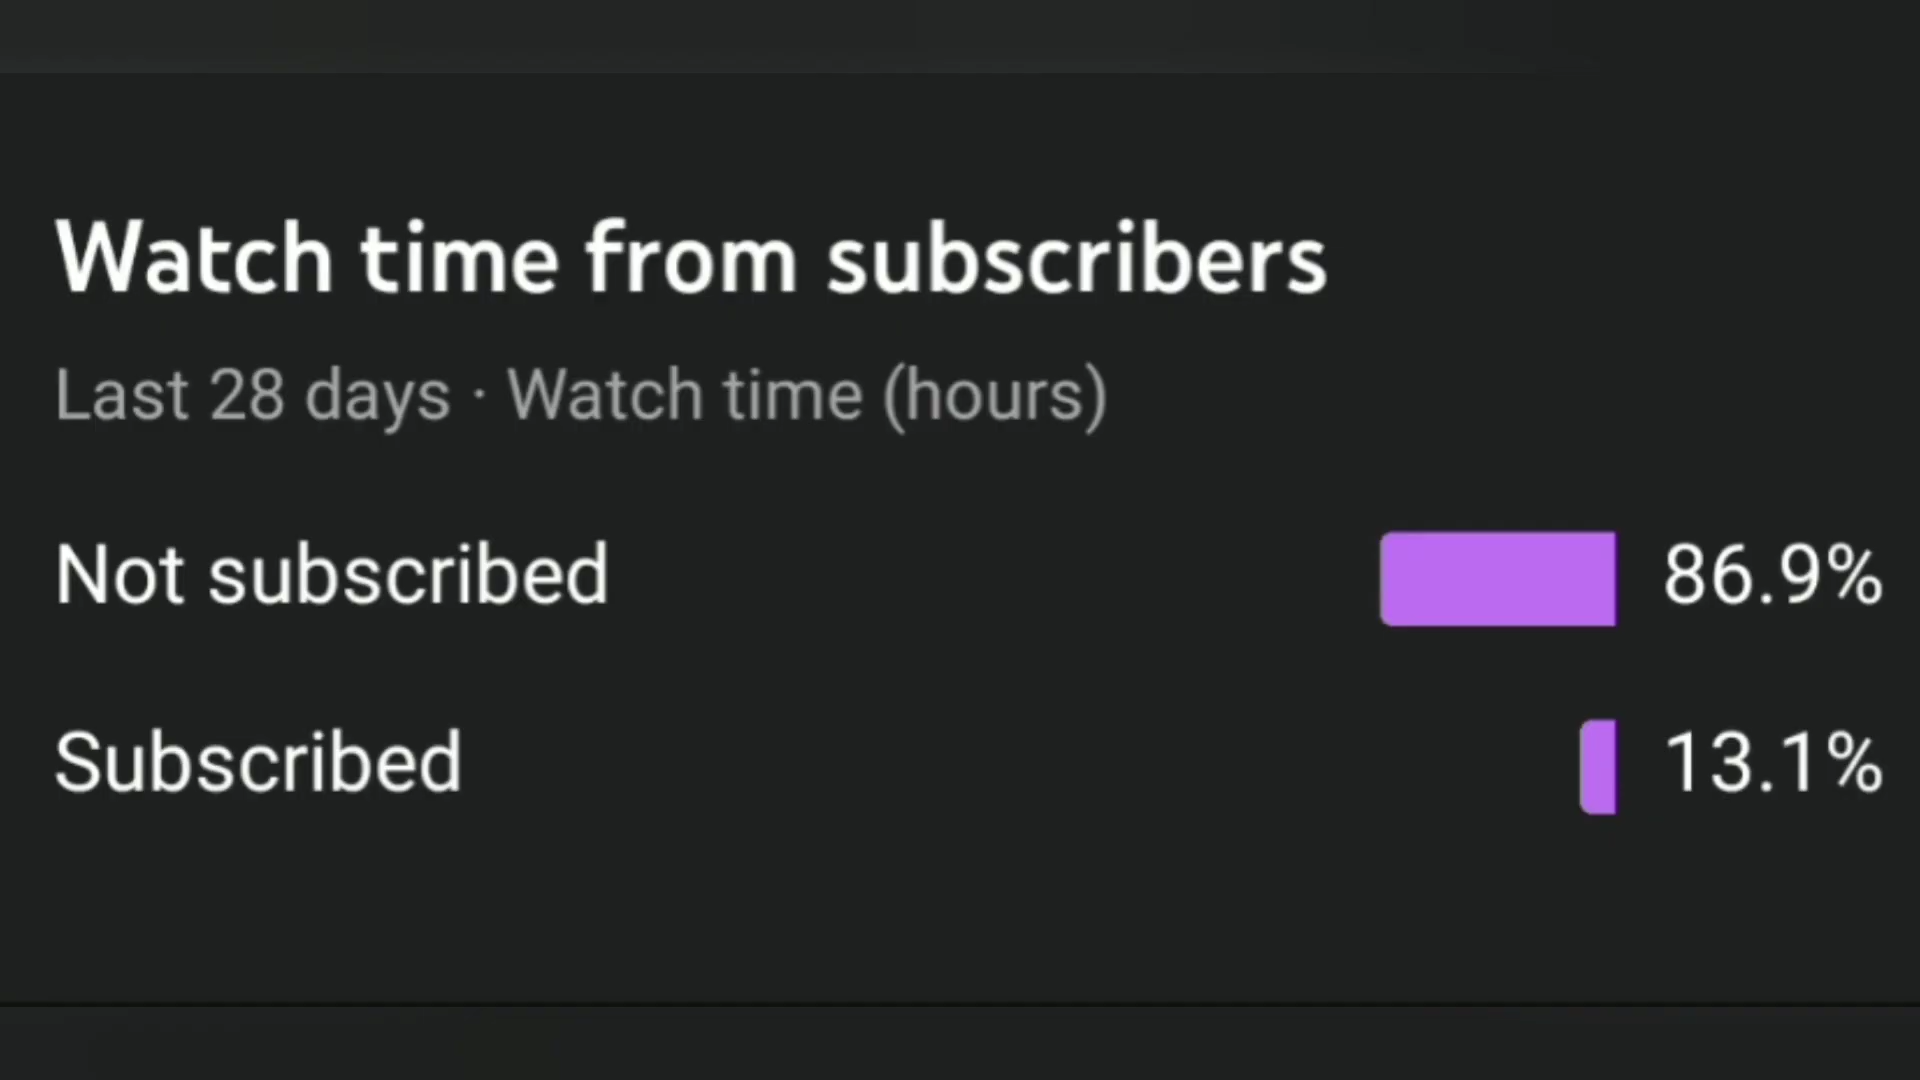 Watch time from subscribers
Last 28 days · Watch time (hours)
Not subscribed 86.9%
Subscribed 13.1%